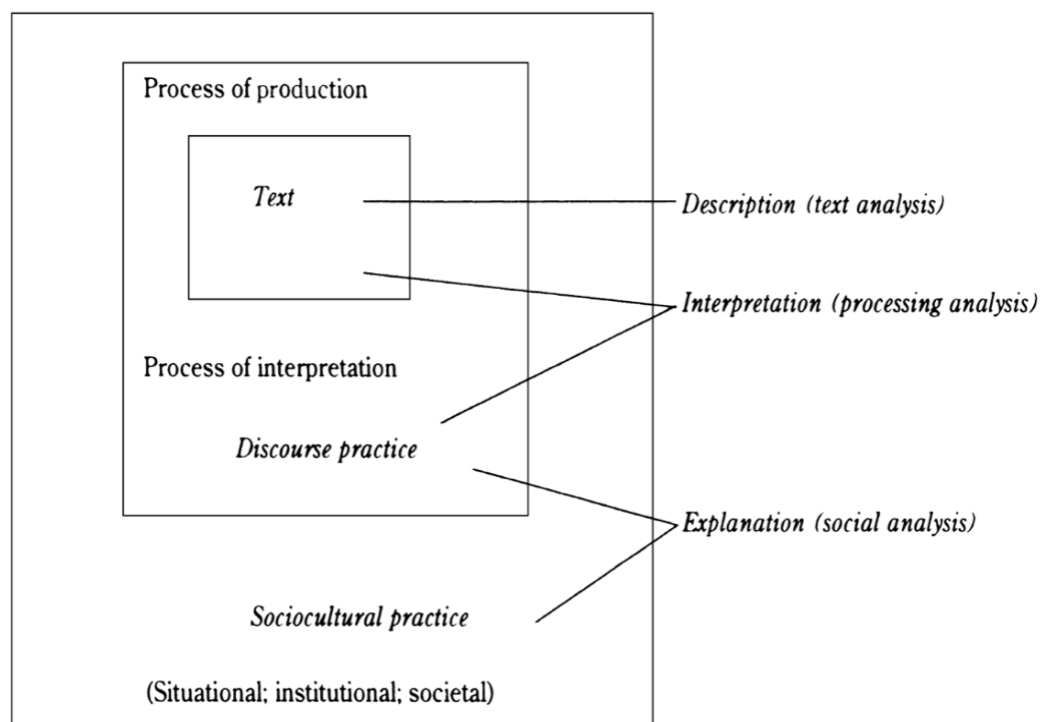 Process of production
Text
Description (text analysis)
Interpretation (processing analysis)
Process of interpretation
Discourse practice
Explanation (social analysis)
Sociocultural practice
(Situational; institutional; societal)